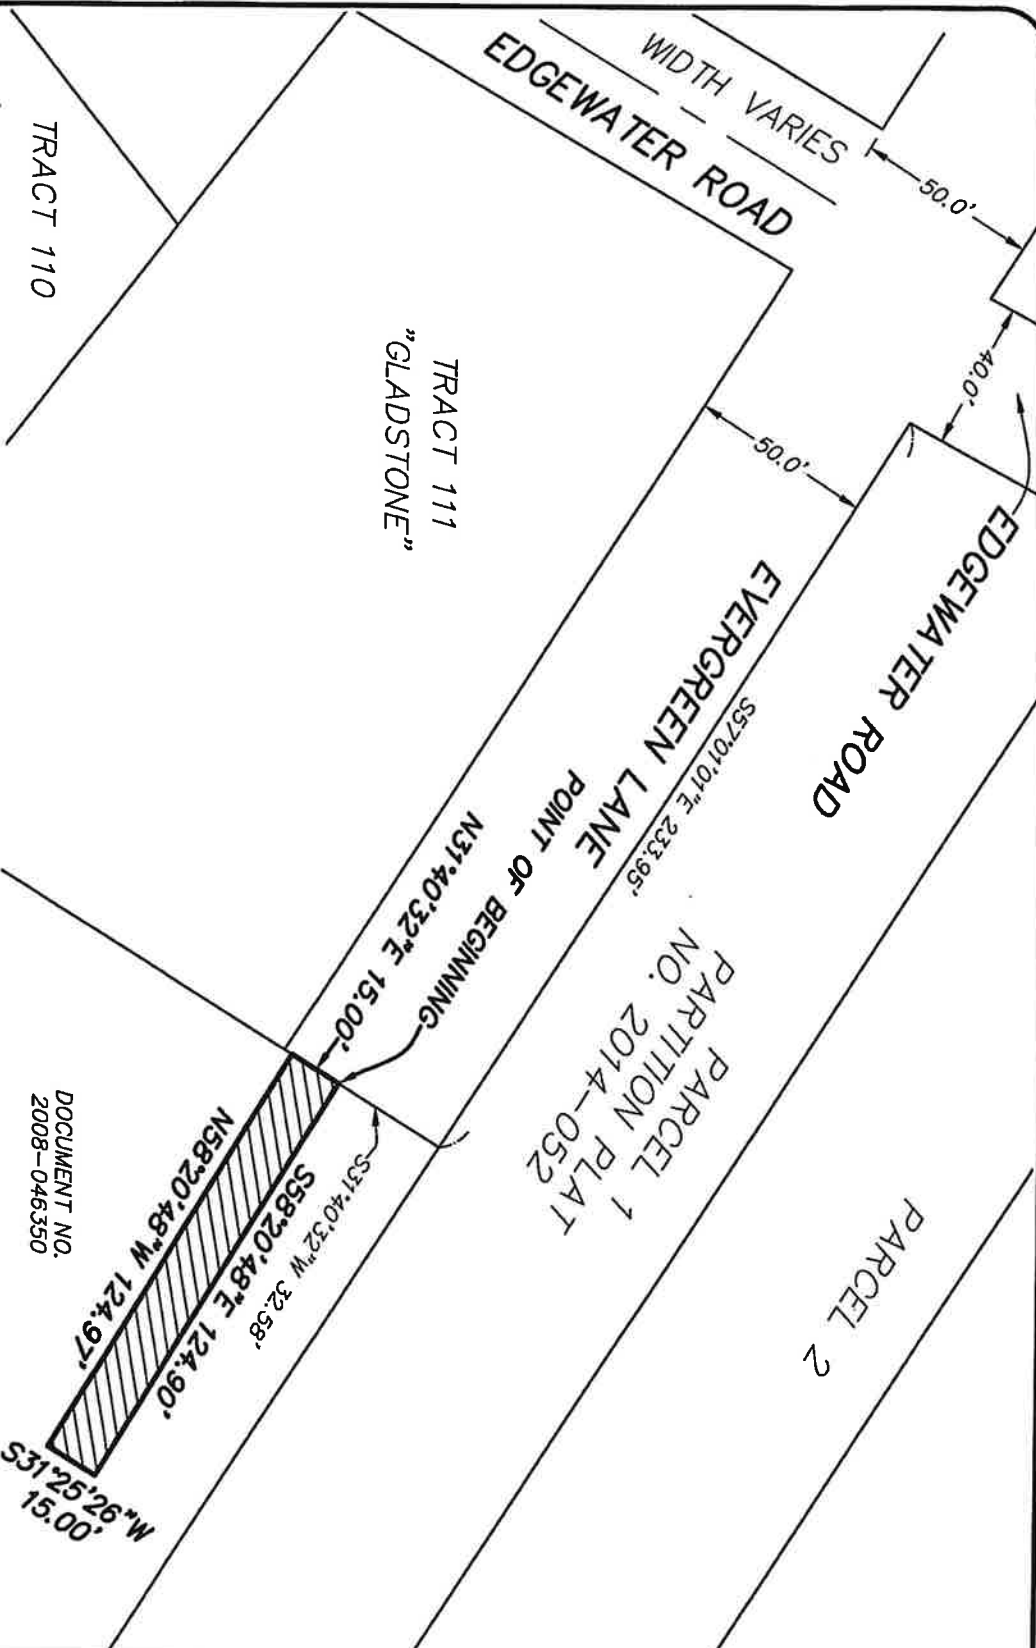 WIDTH VARIES
EDGEWATER ROAD
50.0'
40.0'
EDGEWATER ROAD
50.0'
TRACT 110
TRACT 111
"GLADSTONE"
EVERGREEN LANE
S57°01'01"E 233.95'
POINT OF BEGINNING
N31°40'32"E 15.00'
PARCEL 1
PARTITION PLAT
NO. 2014-052
PARCEL 2
S31°40'32"W 32.58'
S58°20'48"E 124.90'
N58°20'48"W 124.97'
S31°25'26"W
15.00'
DOCUMENT NO.
2008-046350